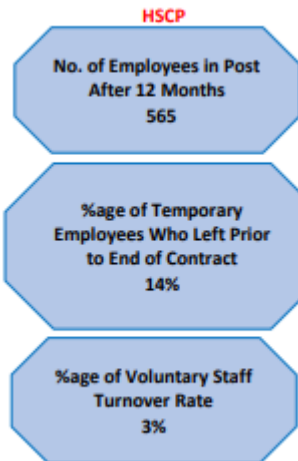 HSCP
No. of Employees in Post
After 12 Months
565
%age of Temporary
Employees Who Left Prior
to End of Contract
14%
%age of Voluntary Staff
Turnover Rate
3%